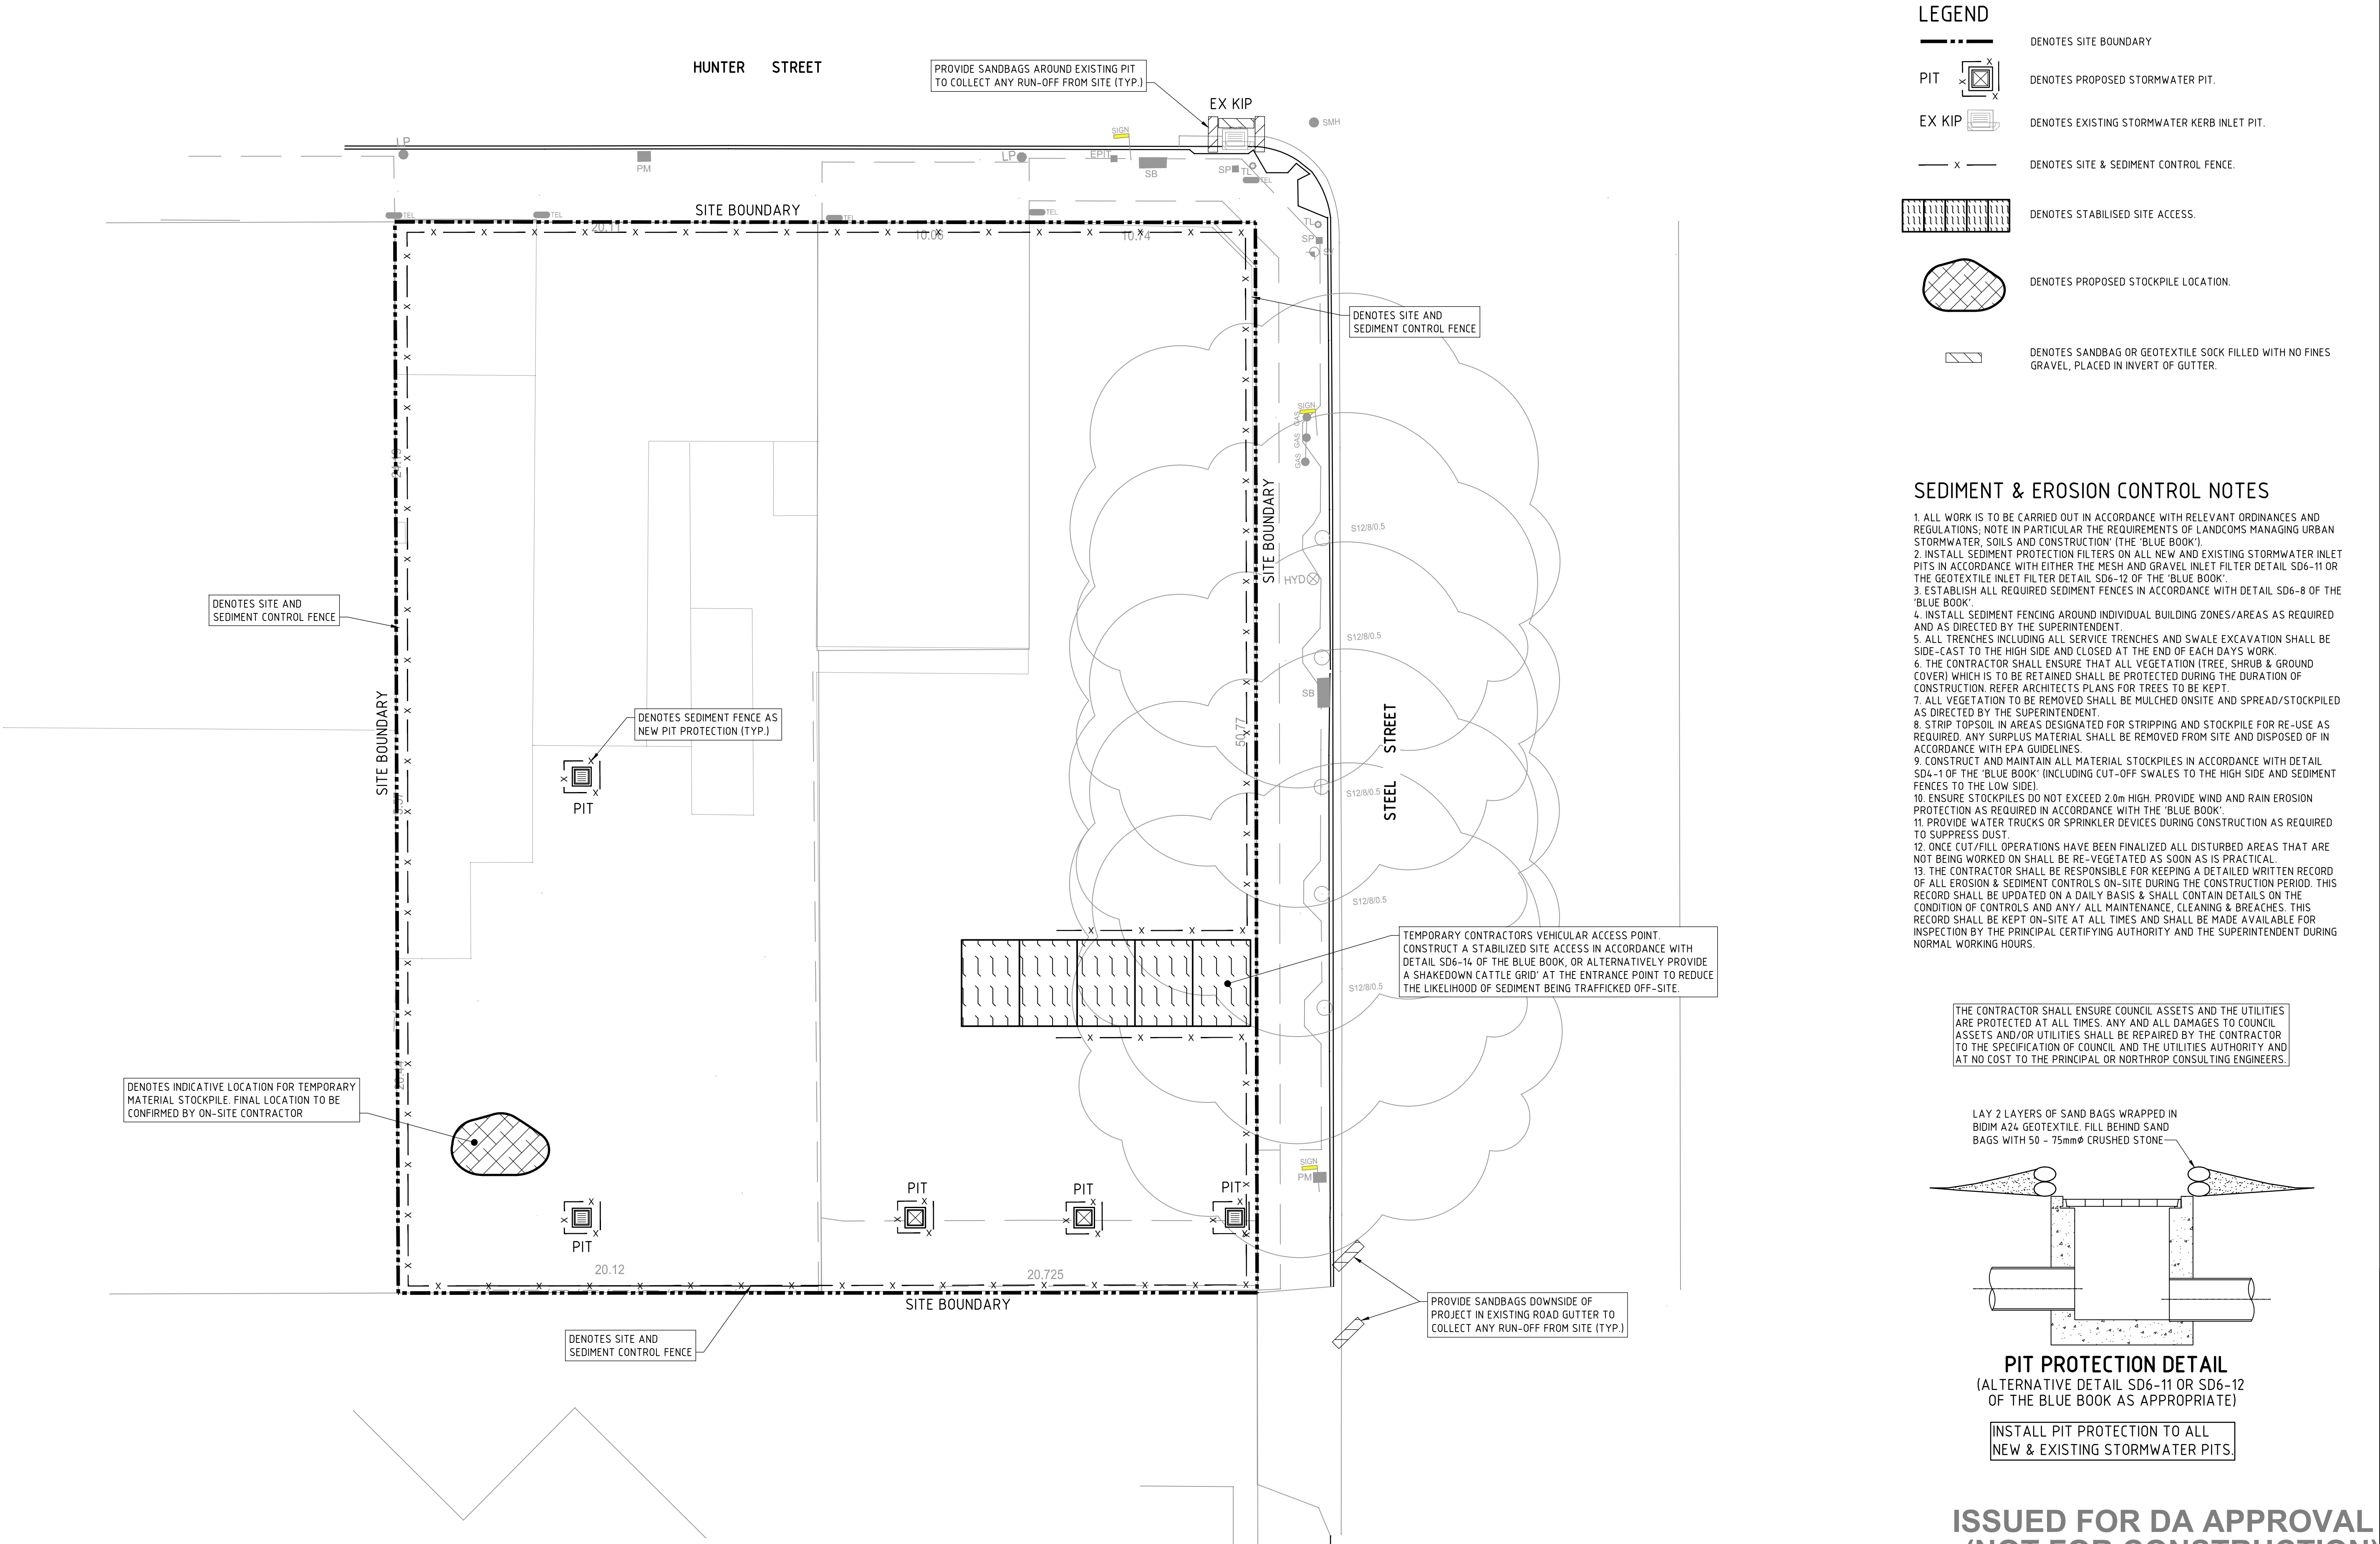 HUNTER STREET
PROVIDE SANDBAGS AROUND EXISTING PIT
TO COLLECT ANY RUN-OFF FROM SITE (TYP.)
EX KIP
SMH
SIGN
LP
PM
LP
EPIT
SB
SP
TL
TEL
TEL
TEL
TEL
TEL
SITE BOUNDARY
20.11
10.06
10.74
TL
SP
SV
DENOTES SITE AND
SEDIMENT CONTROL FENCE
SIGN
GAS
GAS
GAS
SITE BOUNDARY
S12/8/0.5
HYD
DENOTES SITE AND
SEDIMENT CONTROL FENCE
S12/8/0.5
SB
SITE BOUNDARY
DENOTES SEDIMENT FENCE AS
NEW PIT PROTECTION (TYP.)
50.77
STEEL STREET
PIT
S12/8/0.5
S12/8/0.5
TEMPORARY CONTRACTORS VEHICULAR ACCESS POINT.
CONSTRUCT A STABILIZED SITE ACCESS IN ACCORDANCE WITH
DETAIL SD6-14 OF THE BLUE BOOK, OR ALTERNATIVELY PROVIDE
A SHAKEDOWN CATTLE GRID' AT THE ENTRANCE POINT TO REDUCE
THE LIKELIHOOD OF SEDIMENT BEING TRAFFICKED OFF-SITE.
S12/8/0.5
DENOTES INDICATIVE LOCATION FOR TEMPORARY
MATERIAL STOCKPILE. FINAL LOCATION TO BE
CONFIRMED BY ON-SITE CONTRACTOR
SIGN
PM
PIT
PIT
PIT
PIT
20.12
20.725
SITE BOUNDARY
PROVIDE SANDBAGS DOWNSIDE OF
PROJECT IN EXISTING ROAD GUTTER TO
COLLECT ANY RUN-OFF FROM SITE (TYP.)
DENOTES SITE AND
SEDIMENT CONTROL FENCE
LEGEND
DENOTES SITE BOUNDARY
PIT DENOTES PROPOSED STORMWATER PIT.
EX KIP DENOTES EXISTING STORMWATER KERB INLET PIT.
DENOTES SITE & SEDIMENT CONTROL FENCE.
DENOTES STABILISED SITE ACCESS.
DENOTES PROPOSED STOCKPILE LOCATION.
DENOTES SANDBAG OR GEOTEXTILE SOCK FILLED WITH NO FINES
GRAVEL, PLACED IN INVERT OF GUTTER.
SEDIMENT & EROSION CONTROL NOTES
1. ALL WORK IS TO BE CARRIED OUT IN ACCORDANCE WITH RELEVANT ORDINANCES AND
REGULATIONS; NOTE IN PARTICULAR THE REQUIREMENTS OF LANDCOMS MANAGING URBAN
STORMWATER, SOILS AND CONSTRUCTION' (THE 'BLUE BOOK').
2. INSTALL SEDIMENT PROTECTION FILTERS ON ALL NEW AND EXISTING STORMWATER INLET
PITS IN ACCORDANCE WITH EITHER THE MESH AND GRAVEL INLET FILTER DETAIL SD6-11 OR
THE GEOTEXTILE INLET FILTER DETAIL SD6-12 OF THE 'BLUE BOOK'.
3. ESTABLISH ALL REQUIRED SEDIMENT FENCES IN ACCORDANCE WITH DETAIL SD6-8 OF THE
'BLUE BOOK'.
4. INSTALL SEDIMENT FENCING AROUND INDIVIDUAL BUILDING ZONES/AREAS AS REQUIRED
AND AS DIRECTED BY THE SUPERINTENDENT.
5. ALL TRENCHES INCLUDING ALL SERVICE TRENCHES AND SWALE EXCAVATION SHALL BE
SIDE-CAST TO THE HIGH SIDE AND CLOSED AT THE END OF EACH DAYS WORK.
6. THE CONTRACTOR SHALL ENSURE THAT ALL VEGETATION (TREE, SHRUB & GROUND
COVER) WHICH IS TO BE RETAINED SHALL BE PROTECTED DURING THE DURATION OF
CONSTRUCTION. REFER ARCHITECTS PLANS FOR TREES TO BE KEPT.
7. ALL VEGETATION TO BE REMOVED SHALL BE MULCHED ONSITE AND SPREAD/STOCKPILED
AS DIRECTED BY THE SUPERINTENDENT.
8. STRIP TOPSOIL IN AREAS DESIGNATED FOR STRIPPING AND STOCKPILE FOR RE-USE AS
REQUIRED. ANY SURPLUS MATERIAL SHALL BE REMOVED FROM SITE AND DISPOSED OF IN
ACCORDANCE WITH EPA GUIDELINES.
9. CONSTRUCT AND MAINTAIN ALL MATERIAL STOCKPILES IN ACCORDANCE WITH DETAIL
SD4-1 OF THE 'BLUE BOOK' (INCLUDING CUT-OFF SWALES TO THE HIGH SIDE AND SEDIMENT
FENCES TO THE LOW SIDE).
10. ENSURE STOCKPILES DO NOT EXCEED 2.0m HIGH. PROVIDE WIND AND RAIN EROSION
PROTECTION AS REQUIRED IN ACCORDANCE WITH THE 'BLUE BOOK'.
11. PROVIDE WATER TRUCKS OR SPRINKLER DEVICES DURING CONSTRUCTION AS REQUIRED
TO SUPPRESS DUST.
12. ONCE CUT/FILL OPERATIONS HAVE BEEN FINALIZED ALL DISTURBED AREAS THAT ARE
NOT BEING WORKED ON SHALL BE RE-VEGETATED AS SOON AS IS PRACTICAL.
13. THE CONTRACTOR SHALL BE RESPONSIBLE FOR KEEPING A DETAILED WRITTEN RECORD
OF ALL EROSION & SEDIMENT CONTROLS ON-SITE DURING THE CONSTRUCTION PERIOD. THIS
RECORD SHALL BE UPDATED ON A DAILY BASIS & SHALL CONTAIN DETAILS ON THE
CONDITION OF CONTROLS AND ANY/ ALL MAINTENANCE, CLEANING & BREACHES. THIS
RECORD SHALL BE KEPT ON-SITE AT ALL TIMES AND SHALL BE MADE AVAILABLE FOR
INSPECTION BY THE PRINCIPAL CERTIFYING AUTHORITY AND THE SUPERINTENDENT DURING
NORMAL WORKING HOURS.
THE CONTRACTOR SHALL ENSURE COUNCIL ASSETS AND THE UTILITIES
ARE PROTECTED AT ALL TIMES. ANY AND ALL DAMAGES TO COUNCIL
ASSETS AND/OR UTILITIES SHALL BE REPAIRED BY THE CONTRACTOR
TO THE SPECIFICATION OF COUNCIL AND THE UTILITIES AUTHORITY AND
AT NO COST TO THE PRINCIPAL OR NORTHROP CONSULTING ENGINEERS.
LAY 2 LAYERS OF SAND BAGS WRAPPED IN
BIDIM A24 GEOTEXTILE. FILL BEHIND SAND
BAGS WITH 50 - 75mmØ CRUSHED STONE
PIT PROTECTION DETAIL
(ALTERNATIVE DETAIL SD6-11 OR SD6-12
OF THE BLUE BOOK AS APPROPRIATE)
INSTALL PIT PROTECTION TO ALL
NEW & EXISTING STORMWATER PITS.
ISSUED FOR DA APPROVAL
(NOT FOR CONSTRUCTION)